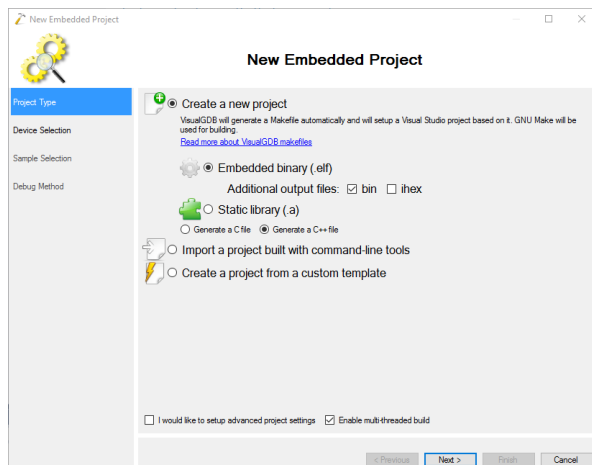 New Embedded Project
New Embedded Project
Project Type
Device Selection
Sample Selection
Debug Method
Create a new project
VisualGDB will generate a Makefile automatically and will setup a Visual Studio project based on it. GNU Make will be
used for building.
Read more about VisualGDB makefiles
Embedded binary (.elf)
Additional output files: bin ihex
Static library (.a)
Generate a C file Generate a C++ file
Import a project built with command-line tools
Create a project from a custom template
I would like to setup advanced project settings Enable multi-threaded build
< Previous Next > Finish Cancel